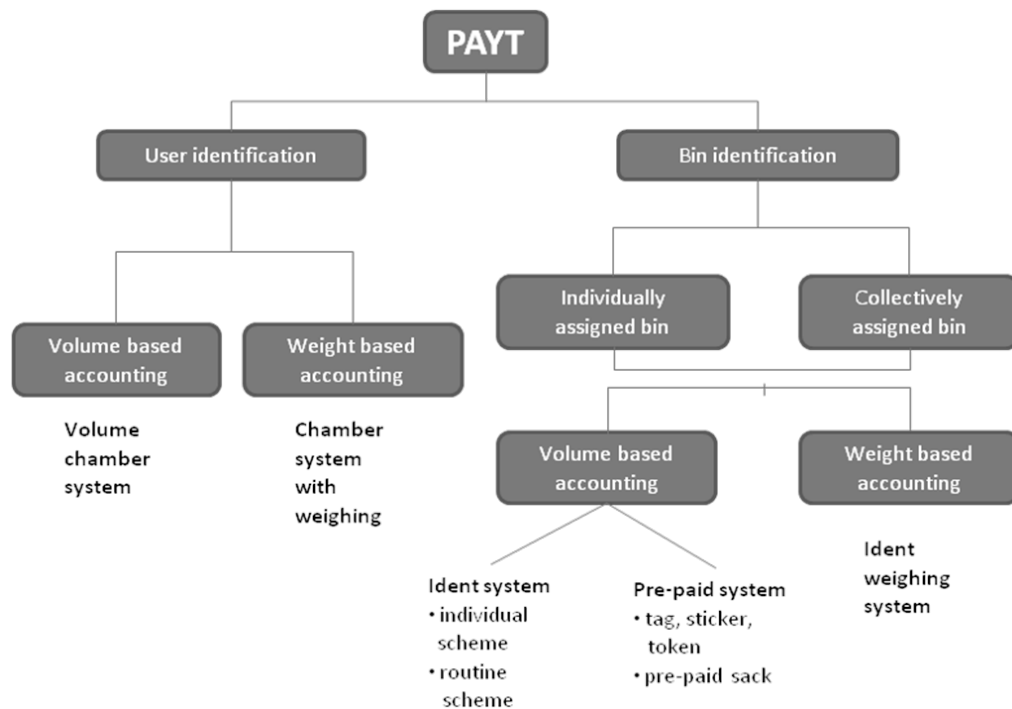 PAYT
User identification
Bin identification
Individually
assigned bin
Collectively
assigned bin
Volume based
accounting
Weight based
accounting
Volume
chamber
system
Chamber
system
with
weighing
Volume based
accounting
Weight based
accounting
Ident system
• individual
scheme
• routine
scheme
Pre-paid system
• tag, sticker,
token
• pre-paid sack
Ident
weighing
system